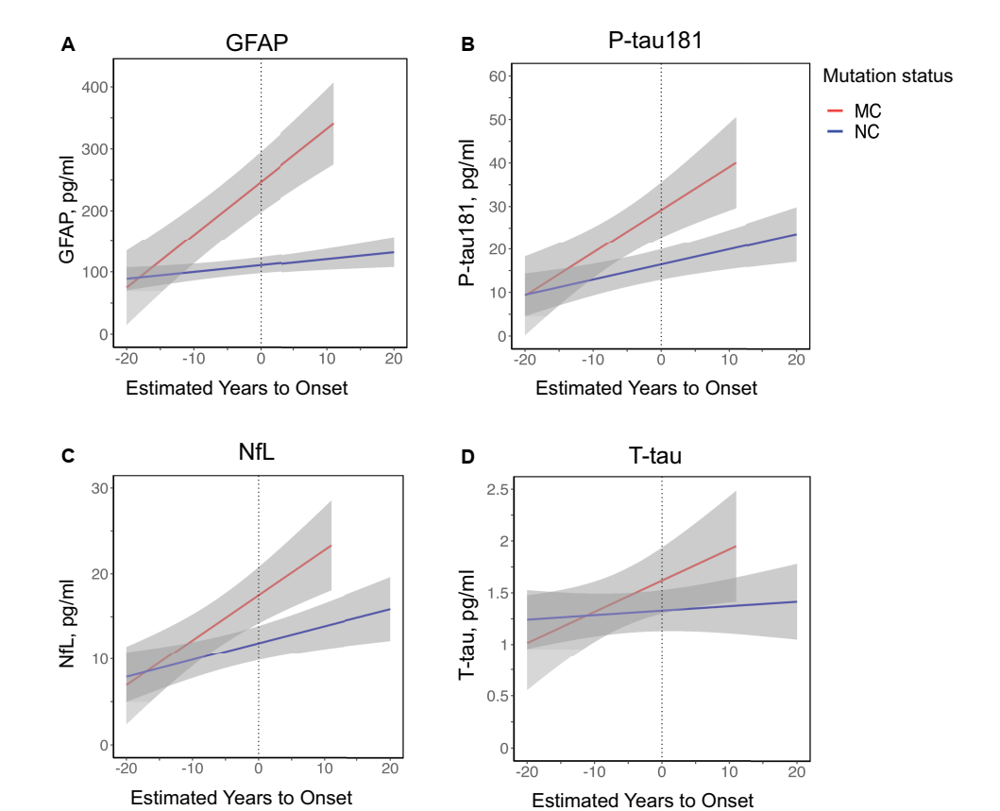 A
GFAP
GFAP, pg/ml
400
300
200
100
0
-20 -10 0 10 20
Estimated Years to Onset
B
P-tau181
P-tau181, pg/ml
60
50
40
30
20
10
0
-20 -10 0 10 20
Estimated Years to Onset
Mutation status
MC
NC
C
NfL
NfL, pg/ml
30
20
10
0
-20 -10 0 10 20
Estimated Years to Onset
D
T-tau
T-tau, pg/ml
2.5
2
1.5
1
0.5
0
-20 -10 0 10 20
Estimated Years to Onset